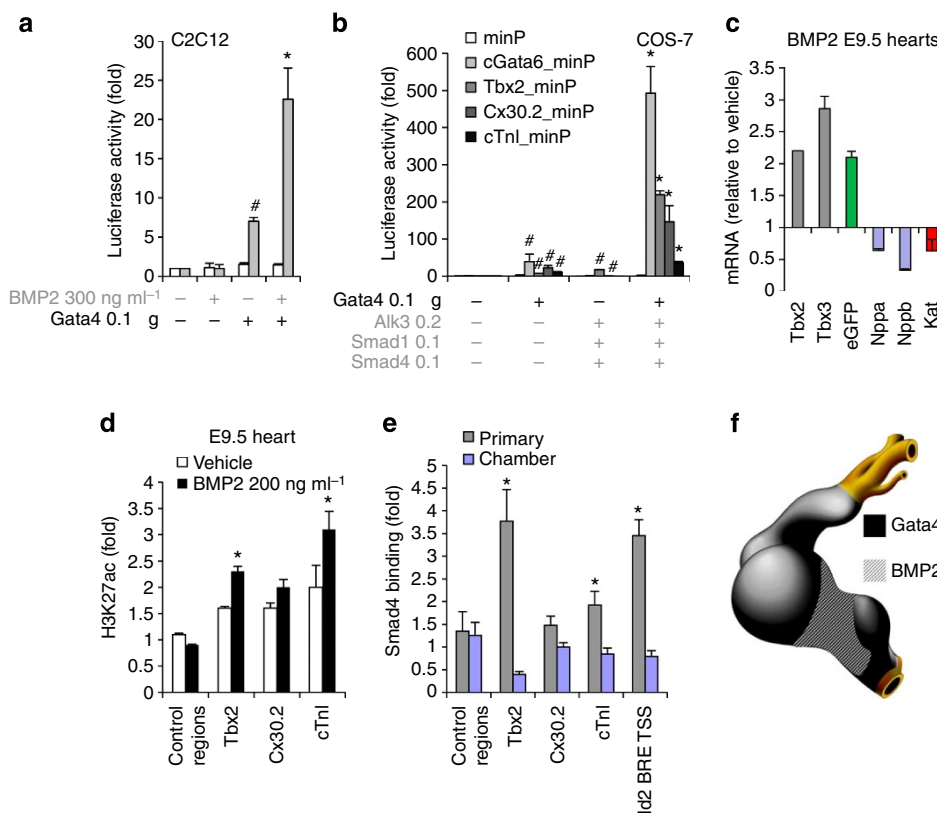 a
C2C12
Luciferase activity (fold)
30
25
20
15
10
5
0
#
*
BMP2 300 ng ml⁻¹ − + − +
Gata4 0.1 g − − + +
b
COS-7
minP
cGata6_minP
Tbx2_minP
Cx30.2_minP
cTnI_minP
Luciferase activity (fold)
600
500
400
300
200
100
0
# # # #
# #
* * * *
Gata4 0.1 g − + − +
Alk3 0.2 − − + +
Smad1 0.1 − − + +
Smad4 0.1 − − + +
c
BMP2 E9.5 hearts
mRNA (relative to vehicle)
3.5
3
2.5
2
1
0.5
0
Tbx2
Tbx3
eGFP
Nppa
Nppb
Kat
d
E9.5 heart
Vehicle
BMP2 200 ng ml⁻¹
H3K27ac (fold)
4
3.5
3
2.5
2
1.5
1
0.5
0
*
*
Control regions
Tbx2
Cx30.2
cTnI
e
Primary
Chamber
Smad4 binding (fold)
5
4.5
4
3.5
3
2.5
2
1.5
1
0.5
0
*
*
*
Control regions
Tbx2
Cx30.2
cTnI
Id2 BRE TSS
f
Gata4
BMP2